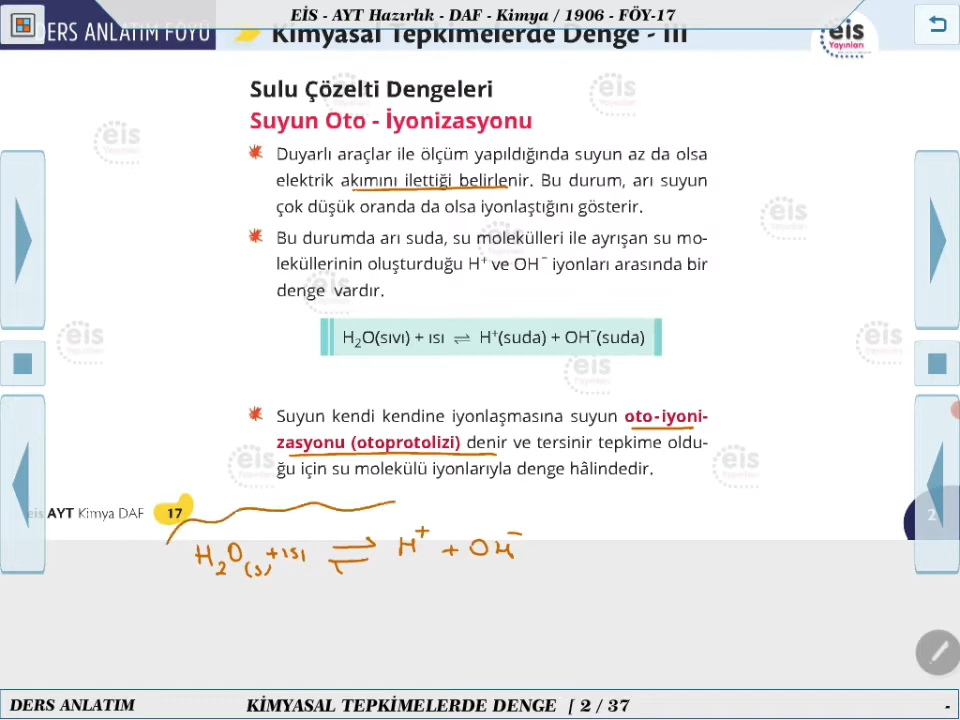 EİS - AYT Hazırlık - DAF - Kimya / 1906 - FÖY-17
DERS ANLATIM FÖYÜ
Kimyasal Tepkimelerde Denge - III
eis
Yayınları
Sulu Çözelti Dengeleri
Suyun Oto - İyonizasyonu
Duyarlı araçlar ile ölçüm yapıldığında suyun az da olsa
elektrik akımını ilettiği belirlenir. Bu durum, arı suyun
çok düşük oranda da olsa iyonlaştığını gösterir.
Bu durumda arı suda, su molekülleri ile ayrışan su mo-
leküllerinin oluşturduğu H⁺ ve OH⁻ iyonları arasında bir
denge vardır.
H₂O(sıvı) + ısı ⇌ H⁺(suda) + OH⁻(suda)
Suyun kendi kendine iyonlaşmasına suyun oto-iyoni-
zasyonu (otoprotolizi) denir ve tersinir tepkime oldu-
ğu için su molekülü iyonlarıyla denge hâlindedir.
eis AYT Kimya DAF 17
2
H₂O(s) + ısı ⇌ H⁺ + OH⁻
DERS ANLATIM
KİMYASAL TEPKİMELERDE DENGE [ 2 / 37
-